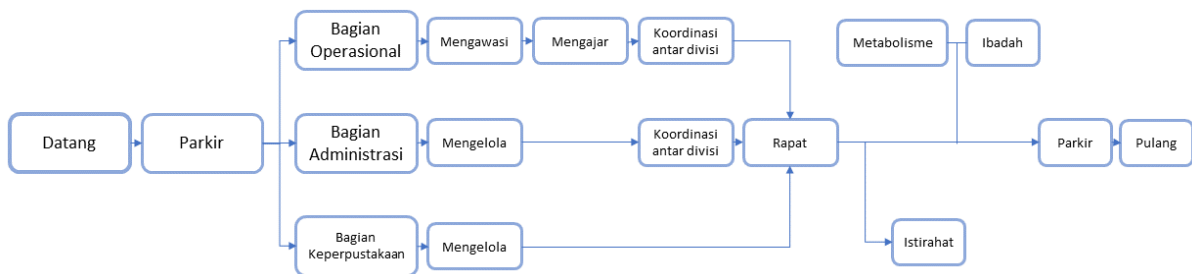 Bagian
Operasional
Mengawasi
Mengajar
Koordinasi
antar divisi
Metabolisme
Ibadah
Datang
Parkir
Bagian
Administrasi
Mengelola
Koordinasi
antar divisi
Rapat
Parkir
Pulang
Bagian
Keperpustakaan
Mengelola
Istirahat